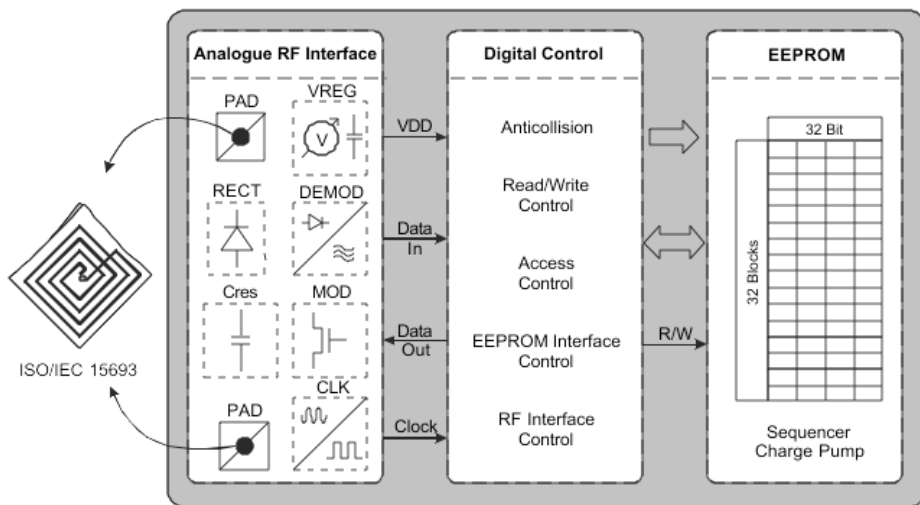 Analogue RF Interface
PAD
VREG
V
RECT
DEMOD
Cres
MOD
PAD
CLK
ISO/IEC 15693
VDD
Data
In
Data
Out
Clock
Digital Control
Anticollision
Read/Write
Control
Access
Control
EEPROM Interface
Control
RF Interface
Control
R/W
EEPROM
32 Bit
32 Blocks
Sequencer
Charge Pump